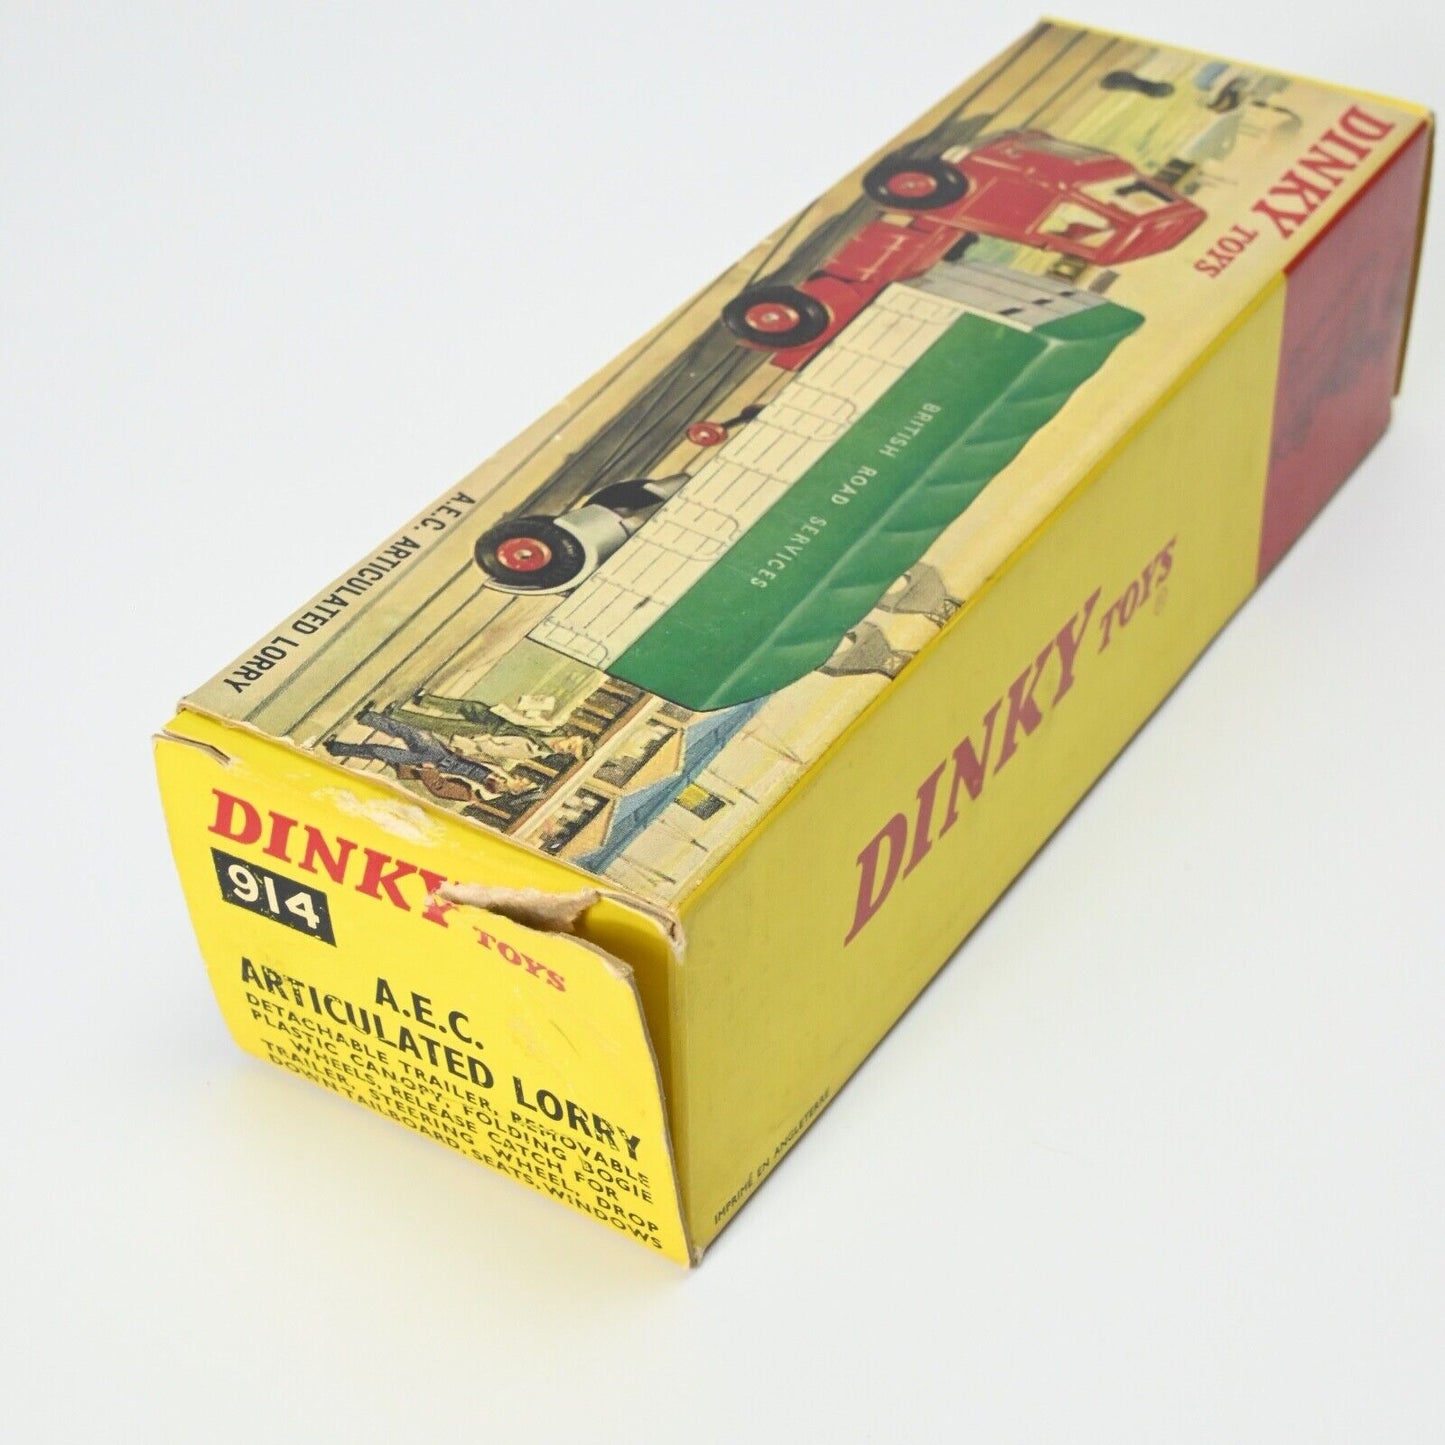 DINKY TOYS
BRITISH ROAD SERVICES
A.E.C. ARTICULATED LORRY
DINKY TOYS
IMPRIMÉ EN ANGLETERRE
DINKY TOYS
914
A.E.C.
ARTICULATED LORRY
DETACHABLE TRAILER, REMOVABLE
PLASTIC CANOPY, FOLDING BOGIE
WHEELS, RELEASE CATCH FOR
TRAILER, STEERING WHEEL, DROP
DOWN TAILBOARD, SEATS, WINDOWS